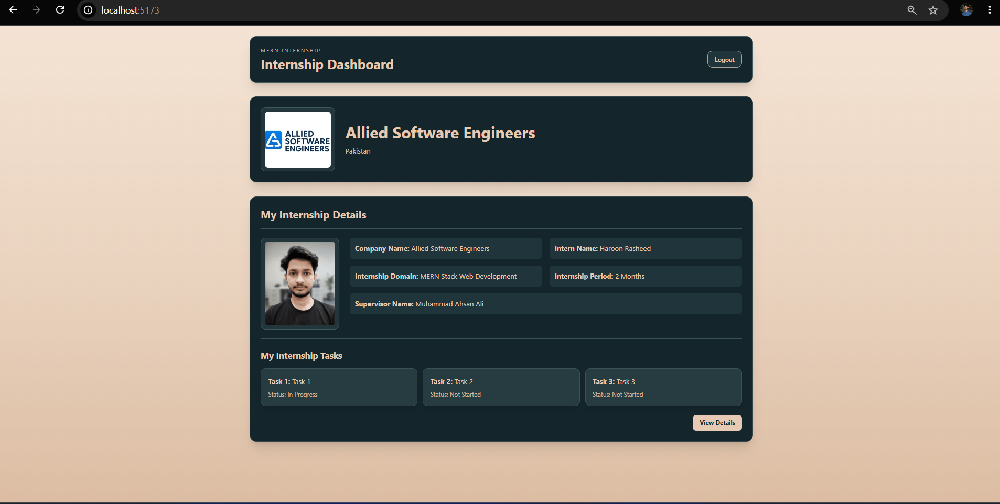 localhost:5173
MERN INTERNSHIP
Internship Dashboard
Logout
ALLIED
SOFTWARE
ENGINEERS
Allied Software Engineers
Pakistan
My Internship Details
Company Name: Allied Software Engineers
Intern Name: Haroon Rasheed
Internship Domain: MERN Stack Web Development
Internship Period: 2 Months
Supervisor Name: Muhammad Ahsan Ali
My Internship Tasks
Task 1: Task 1
Status: In Progress
Task 2: Task 2
Status: Not Started
Task 3: Task 3
Status: Not Started
View Details